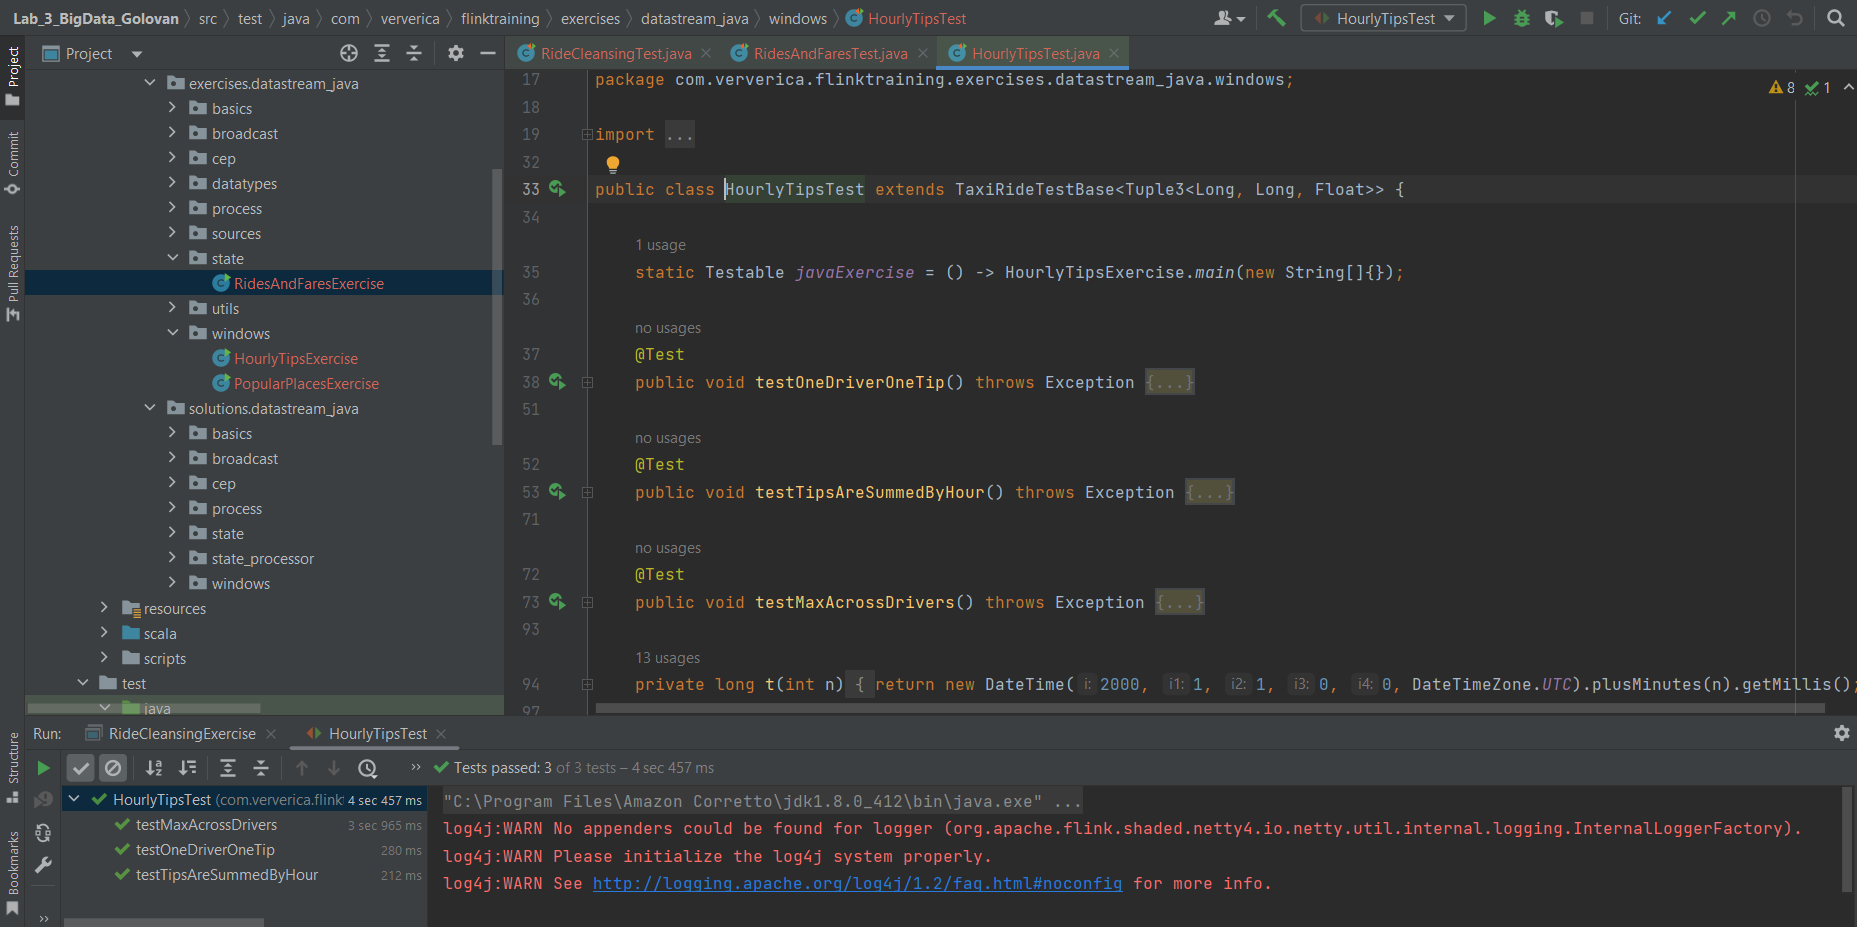 Lab_3_BigData_Golovan src test java com ververica flinktraining exercises datastream_java windows HourlyTipsTest HourlyTipsTest Git:
Project
RideCleansingTest.java RidesAndFaresTest.java HourlyTipsTest.java
Project
Commit
Pull Requests
Structure
Bookmarks
exercises.datastream_java
basics
broadcast
cep
datatypes
process
sources
state
RidesAndFaresExercise
utils
windows
HourlyTipsExercise
PopularPlacesExercise
solutions.datastream_java
basics
broadcast
cep
process
state
state_processor
windows
resources
scala
scripts
test
java
8 1
17 package com.ververica.flinktraining.exercises.datastream_java.windows;
18
19 import ...
32
33 public class HourlyTipsTest extends TaxiRideTestBase<Tuple3<Long, Long, Float>> {
34
1 usage
35 static Testable javaExercise = () -> HourlyTipsExercise.main(new String[]{});
36
no usages
37 @Test
38 public void testOneDriverOneTip() throws Exception {...}
51
no usages
52 @Test
53 public void testTipsAreSummedByHour() throws Exception {...}
71
no usages
72 @Test
73 public void testMaxAcrossDrivers() throws Exception {...}
93
13 usages
94 private long t(int n) { return new DateTime( i: 2000, i1: 1, i2: 1, i3: 0, i4: 0, DateTimeZone.UTC).plusMinutes(n).getMillis();
97
Run: RideCleansingExercise HourlyTipsTest
Tests passed: 3 of 3 tests – 4 sec 457 ms
HourlyTipsTest (com.ververica.flink 4 sec 457 ms
testMaxAcrossDrivers 3 sec 965 ms
testOneDriverOneTip 280 ms
testTipsAreSummedByHour 212 ms
"C:\Program Files\Amazon Corretto\jdk1.8.0_412\bin\java.exe" ...
log4j:WARN No appenders could be found for logger (org.apache.flink.shaded.netty4.io.netty.util.internal.logging.InternalLoggerFactory).
log4j:WARN Please initialize the log4j system properly.
log4j:WARN See http://logging.apache.org/log4j/1.2/faq.html#noconfig for more info.